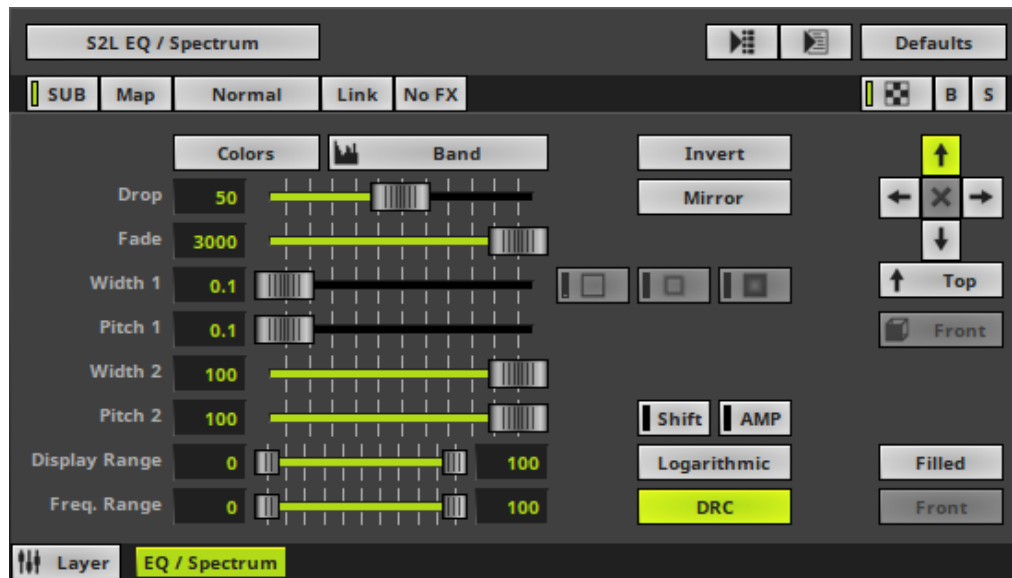 S2L EQ / Spectrum Defaults
SUB Map Normal Link No FX B S
Colors Band Invert
Drop 50 Mirror
Fade 3000
Width 1 0.1 Top
Pitch 1 0.1 Front
Width 2 100
Pitch 2 100 Shift AMP
Display Range 0 100 Logarithmic Filled
Freq. Range 0 100 DRC Front
Layer EQ / Spectrum